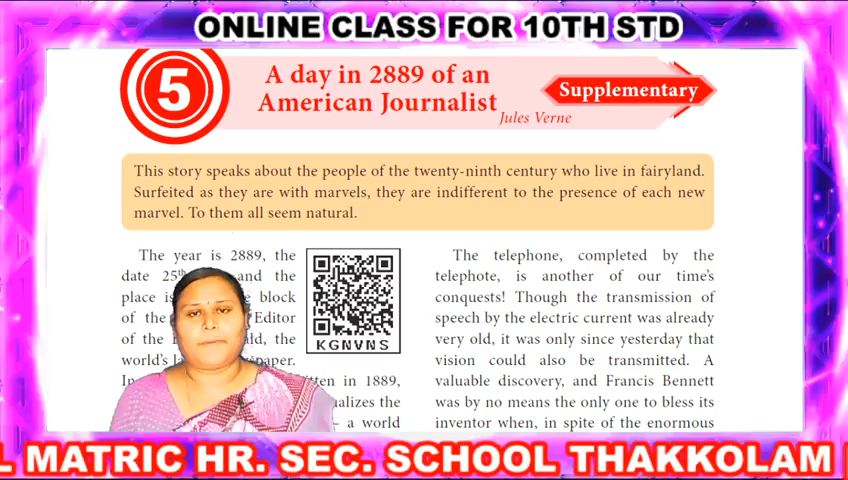 ONLINE CLASS FOR 10TH STD
5
A day in 2889 of an
American Journalist
Supplementary
Jules Verne
This story speaks about the people of the twenty-ninth century who live in fairyland.
Surfeited as they are with marvels, they are indifferent to the presence of each new
marvel. To them all seem natural.
The year is 2889, the
date 25th and the
place is block
of the Editor
of the the
world's
In 1889,
the
– a world
KGNVNS
The telephone, completed by the
telephote, is another of our time's
conquests! Though the transmission of
speech by the electric current was already
very old, it was only since yesterday that
vision could also be transmitted. A
valuable discovery, and Francis Bennett
was by no means the only one to bless its
inventor when, in spite of the enormous
L MATRIC HR. SEC. SCHOOL THAKKOLAM